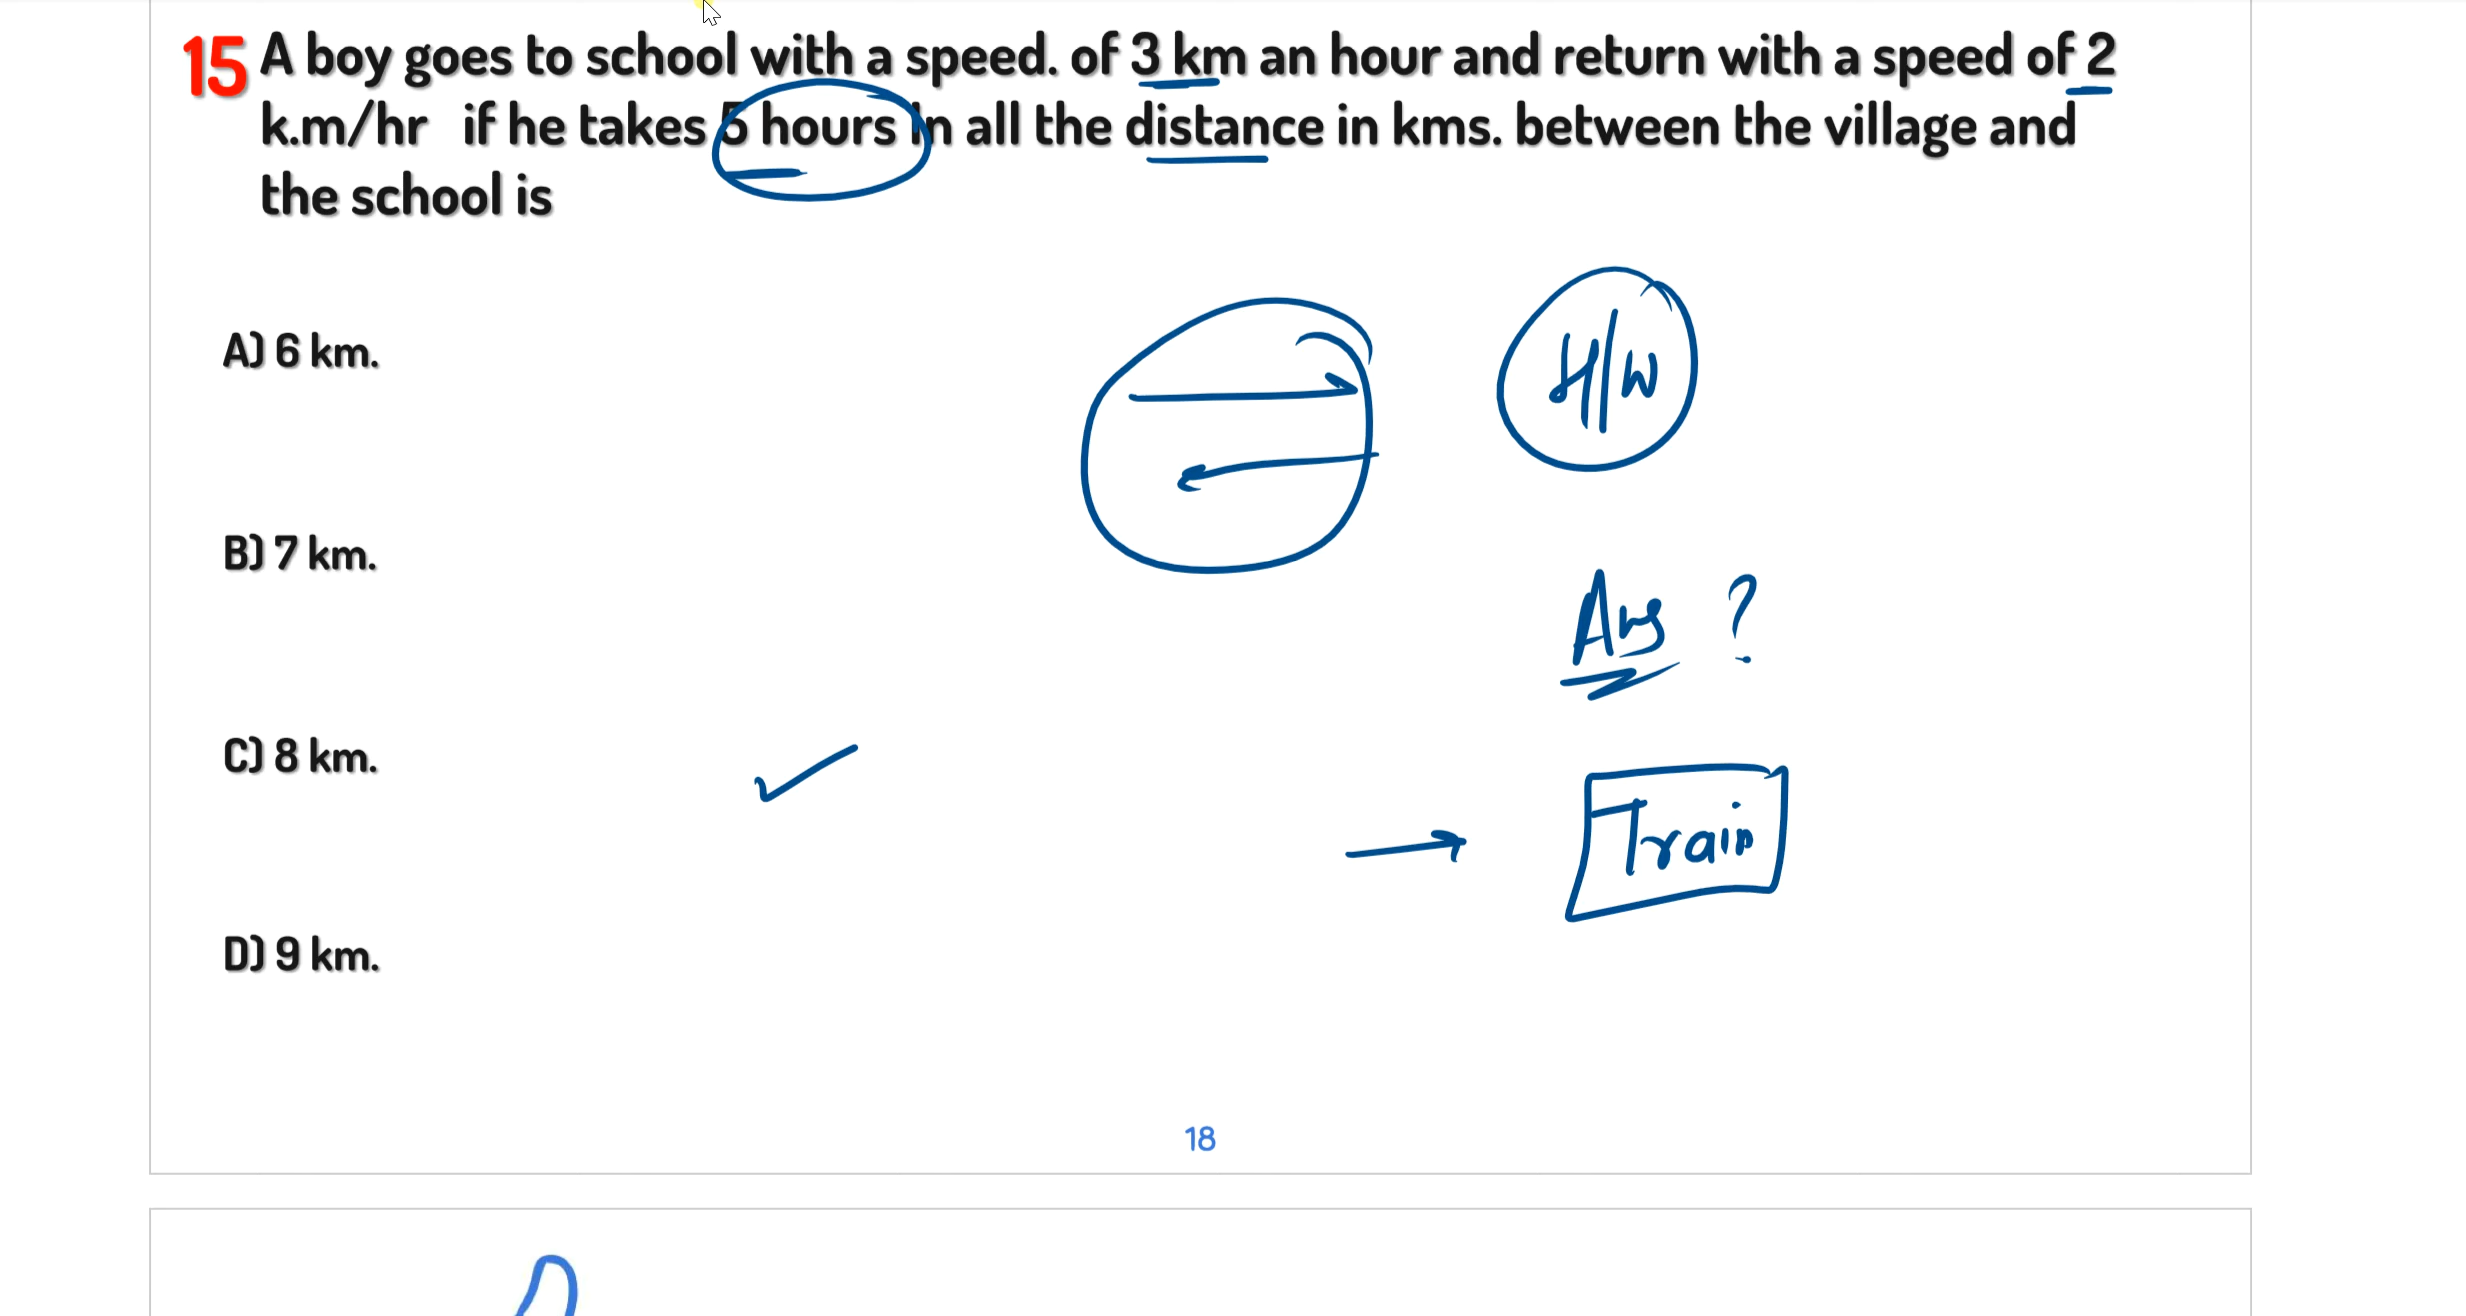 15 A boy goes to school with a speed. of 3 km an hour and return with a speed of 2
k.m/hr if he takes 5 hours In all the distance in kms. between the village and
the school is
A) 6 km.
H/W
B) 7 km.
Ans ?
C) 8 km.
Train
D) 9 km.
18